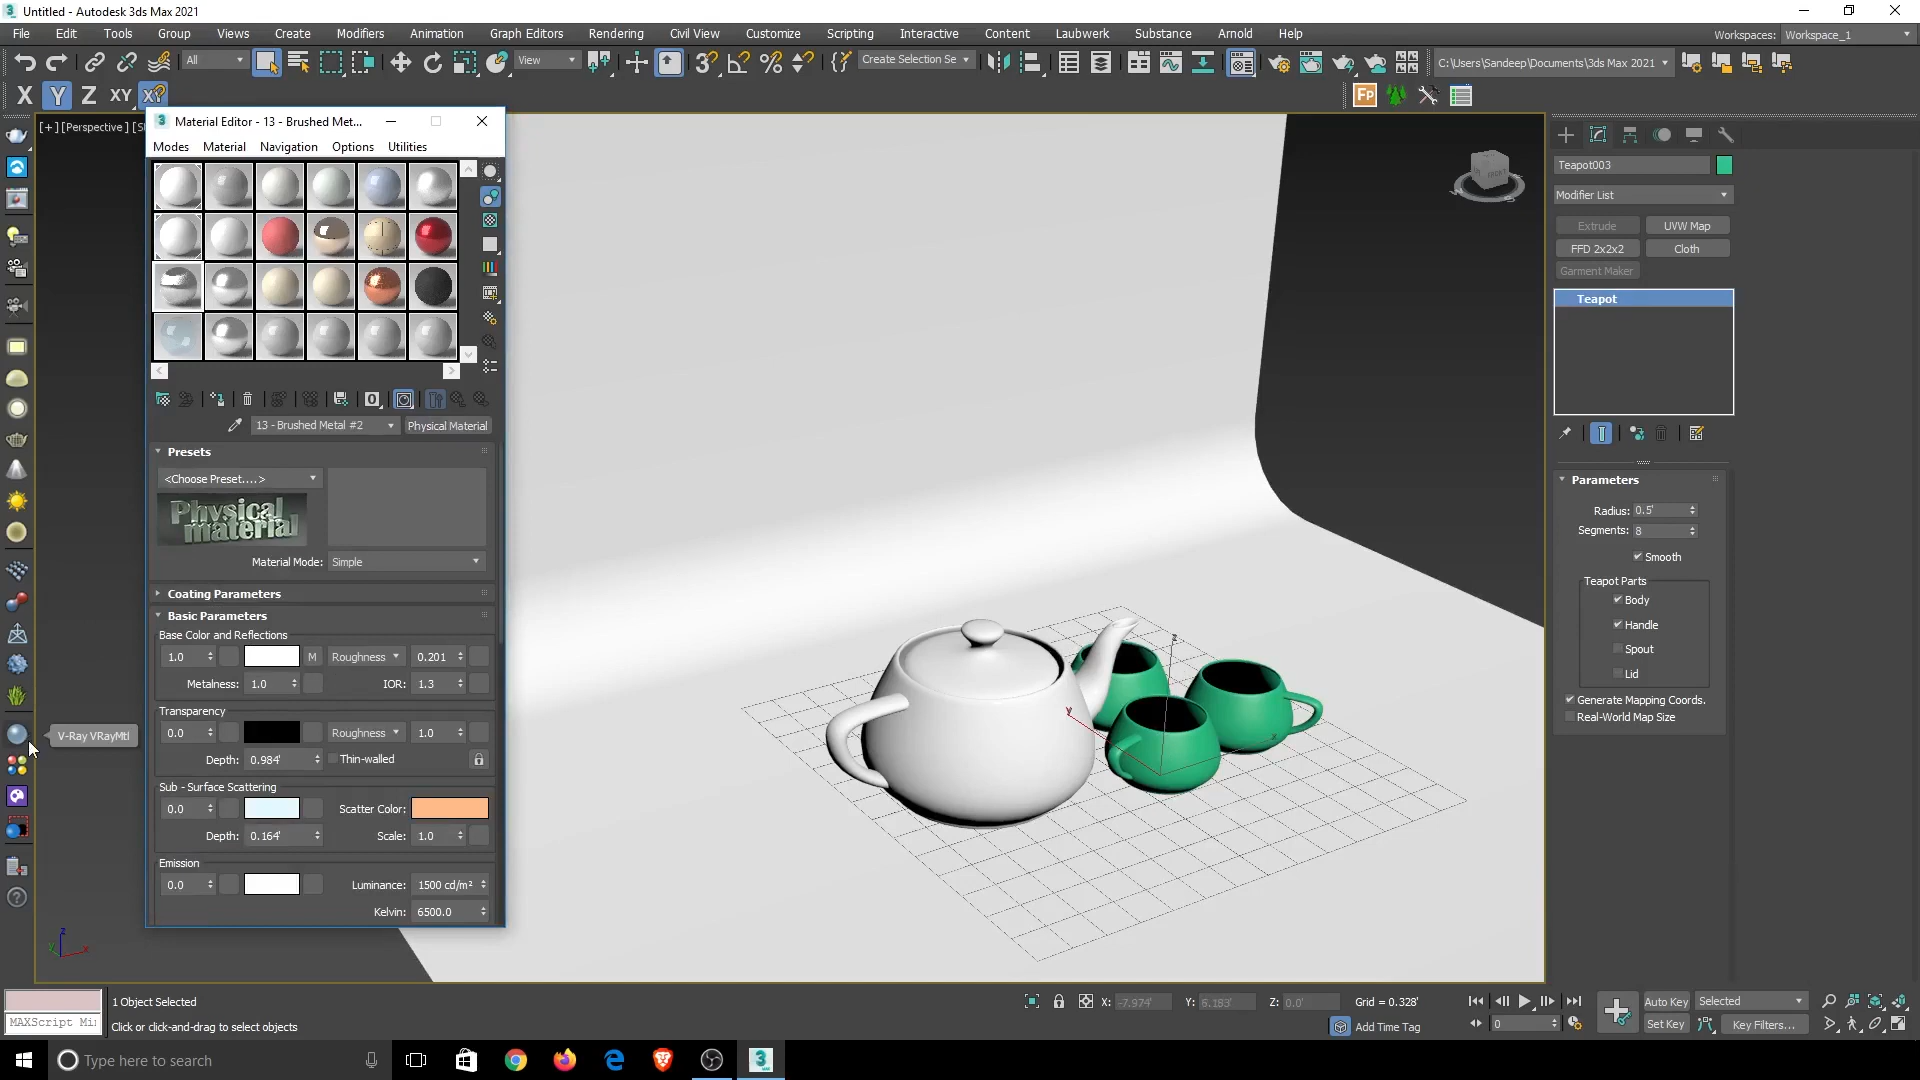 Untitled - Autodesk 3ds Max 2021
File Edit Tools Group Views Create Modifiers Animation Graph Editors Rendering Civil View Customize Scripting Interactive Content Laubwerk Substance Arnold Help
Workspaces: Workspace_1
All
View
Create Selection Se
C:\Users\Sandeep\Documents\3ds Max 2021
X Y Z XY XY
Fp
[+] [Perspective]
Material Editor - 13 - Brushed Met...
Modes Material Navigation Options Utilities
13 - Brushed Metal #2
Physical Material
Presets
<Choose Preset....>
Physical material
Material Mode: Simple
Coating Parameters
Basic Parameters
Base Color and Reflections
1.0 M Roughness 0.201
Metalness: 1.0 IOR: 1.3
Transparency
0.0 Roughness 1.0
Depth: 0.984' Thin-walled
Sub - Surface Scattering
0.0 Scatter Color:
Depth: 0.164' Scale: 1.0
Emission
0.0 Luminance: 1500 cd/m²
Kelvin: 6500.0
V-Ray VRayMtl
Teapot003
Modifier List
Extrude UVW Map
FFD 2x2x2 Cloth
Garment Maker
Teapot
Parameters
Radius: 0.5'
Segments: 8
Smooth
Teapot Parts
Body
Handle
Spout
Lid
Generate Mapping Coords.
Real-World Map Size
1 Object Selected
MAXScript Mi
Click or click-and-drag to select objects
X: -7.974' Y: 6.193' Z: 0.0' Grid = 0.328'
Add Time Tag
0
Auto Key Selected
Set Key Key Filters...
Type here to search